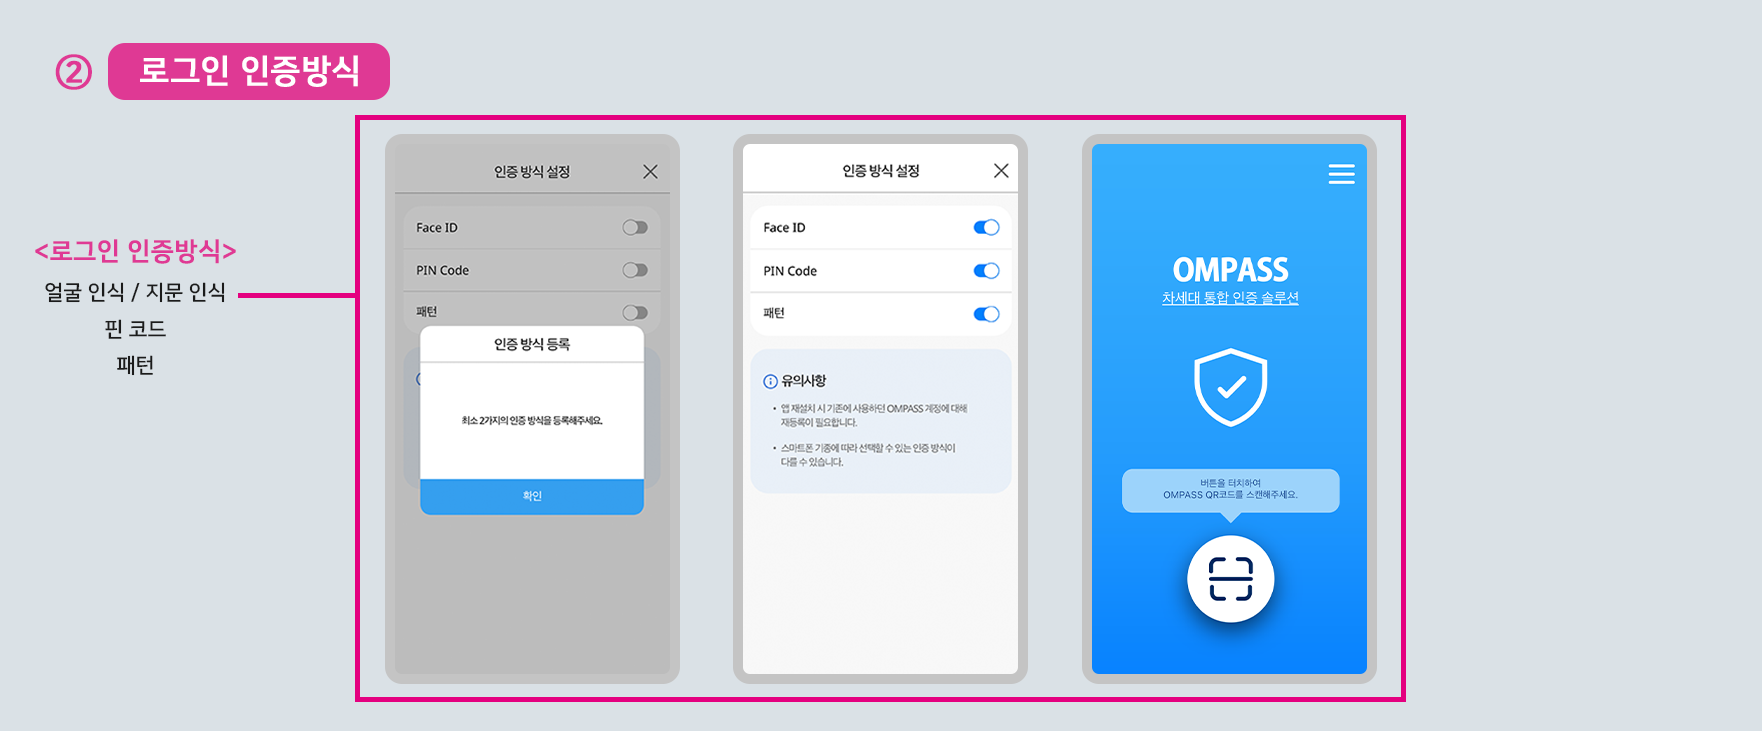 ② 로그인 인증방식
<로그인 인증방식>
얼굴 인식 / 지문 인식
핀 코드
패턴
인증 방식 설정
Face ID
PIN Code
패턴
인증 방식 등록
최소 2가지의 인증 방식을 등록해주세요.
확인
인증 방식 설정
Face ID
PIN Code
패턴
유의사항
• 앱 재설치 시 기존에 사용하던 OMPASS 계정에 대해
재등록이 필요합니다.
• 스마트폰 기종에 따라 선택할 수 있는 인증 방식이
다를 수 있습니다.
OMPASS
차세대 통합 인증 솔루션
버튼을 터치하여
OMPASS QR코드를 스캔해주세요.